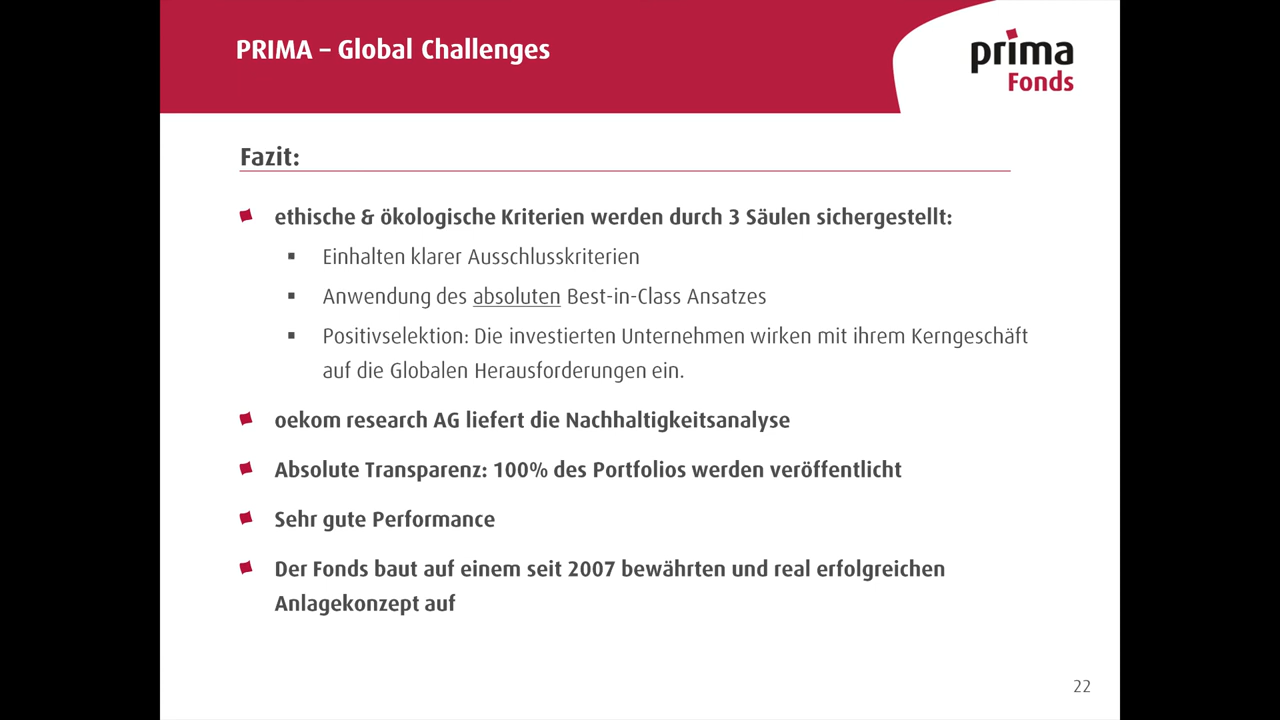 PRIMA – Global Challenges
prima
Fonds
Fazit:
ethische & ökologische Kriterien werden durch 3 Säulen sichergestellt:
Einhalten klarer Ausschlusskriterien
Anwendung des absoluten Best-in-Class Ansatzes
Positivselektion: Die investierten Unternehmen wirken mit ihrem Kerngeschäft
auf die Globalen Herausforderungen ein.
oekom research AG liefert die Nachhaltigkeitsanalyse
Absolute Transparenz: 100% des Portfolios werden veröffentlicht
Sehr gute Performance
Der Fonds baut auf einem seit 2007 bewährten und real erfolgreichen
Anlagekonzept auf
22